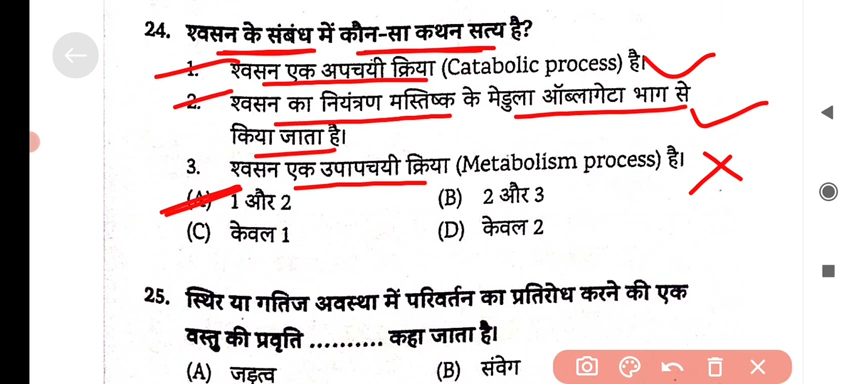 24. श्वसन के संबंध में कौन-सा कथन सत्य है?
1. श्वसन एक अपचयी क्रिया (Catabolic process) है।
2. श्वसन का नियंत्रण मस्तिष्क के मेडुला ऑब्लागेटा भाग से
किया जाता है।
3. श्वसन एक उपापचयी क्रिया (Metabolism process) है।
(A) 1 और 2 (B) 2 और 3
(C) केवल 1 (D) केवल 2
25. स्थिर या गतिज अवस्था में परिवर्तन का प्रतिरोध करने की एक
वस्तु की प्रवृति .......... कहा जाता है।
(A) जड़त्व (B) संवेग